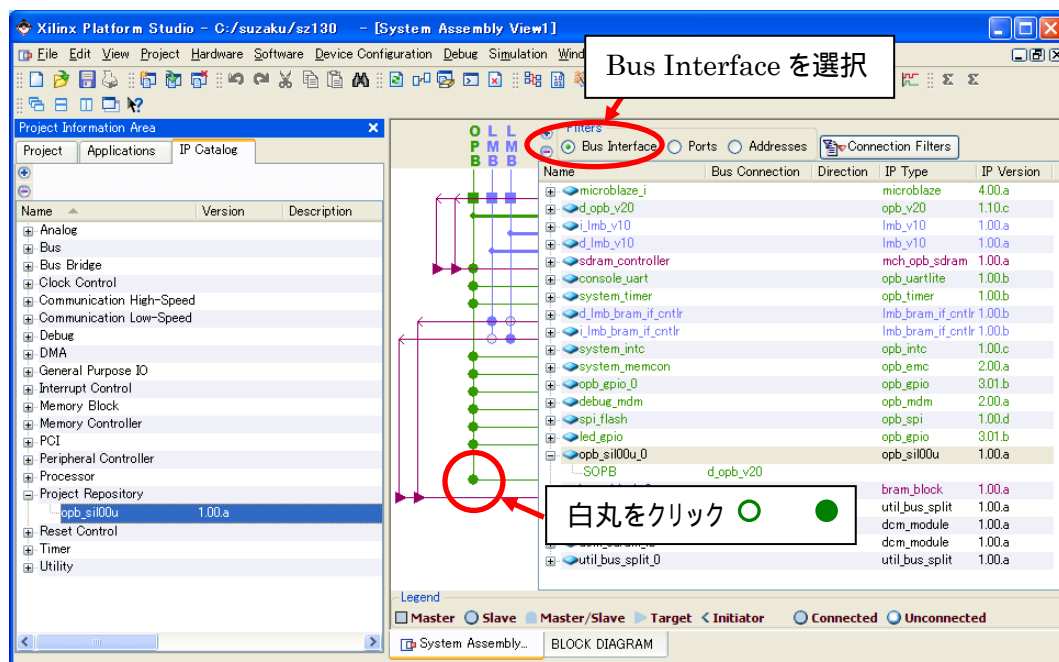 Xilinx Platform Studio - C:/suzaku/sz130 - [System Assembly View1]
File Edit View Project Hardware Software Device Configuration Debug Simulation Wind
Bus Interface を選択
Project Information Area
Project Applications IP Catalog
Name Version Description
Analog
Bus
Bus Bridge
Clock Control
Communication High-Speed
Communication Low-Speed
Debug
DMA
General Purpose IO
Interrupt Control
Memory Block
Memory Controller
PCI
Peripheral Controller
Processor
Project Repository
opb_sil00u 1.00.a
Reset Control
Timer
Utility
OPB LMB LMB
Filters
Bus Interface Ports Addresses Connection Filters
Name Bus Connection Direction IP Type IP Version
microblaze_i microblaze 4.00.a
d_opb_v20 opb_v20 1.10.c
i_lmb_v10 lmb_v10 1.00.a
d_lmb_v10 lmb_v10 1.00.a
sdram_controller mch_opb_sdram 1.00.a
console_uart opb_uartlite 1.00.b
system_timer opb_timer 1.00.b
d_lmb_bram_if_cntlr lmb_bram_if_cntlr 1.00.b
i_lmb_bram_if_cntlr lmb_bram_if_cntlr 1.00.b
system_intc opb_intc 1.00.c
system_memcon opb_emc 2.00.a
opb_gpio_0 opb_gpio 3.01.b
debug_mdm opb_mdm 2.00.a
spi_flash opb_spi 1.00.d
led_gpio opb_gpio 3.01.b
opb_sil00u_0 opb_sil00u 1.00.a
SOPB d_opb_v20
bram_block 1.00.a
util_bus_split 1.00.a
dcm_module 1.00.a
dcm_module 1.00.a
util_bus_split_0 util_bus_split 1.00.a
白丸をクリック
Legend
Master Slave Master/Slave Target Initiator Connected Unconnected
System Assembly... BLOCK DIAGRAM